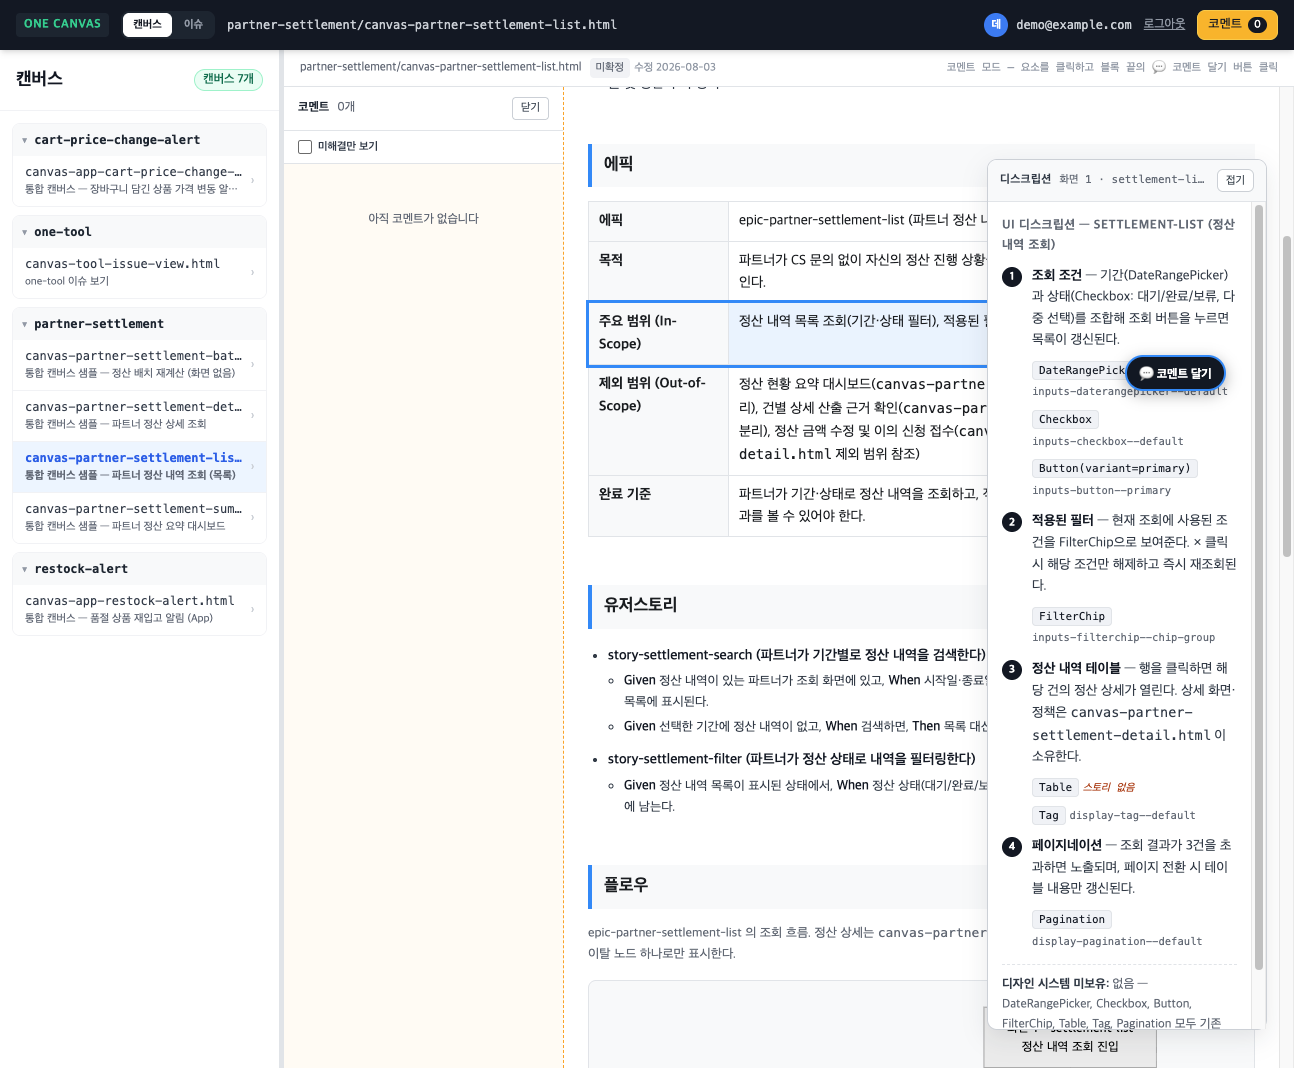 ONE CANVAS 캔버스 이슈 partner-settlement/canvas-partner-settlement-list.html 데 demo@example.com 로그아웃 코멘트 0
캔버스 캔버스 7개
▾ cart-price-change-alert
canvas-app-cart-price-change-…
통합 캔버스 — 장바구니 담긴 상품 가격 변동 알…
▾ one-tool
canvas-tool-issue-view.html
one-tool 이슈 보기
▾ partner-settlement
canvas-partner-settlement-bat…
통합 캔버스 샘플 — 정산 배치 재계산 (화면 없음)
canvas-partner-settlement-det…
통합 캔버스 샘플 — 파트너 정산 상세 조회
canvas-partner-settlement-lis…
통합 캔버스 샘플 — 파트너 정산 내역 조회 (목록)
canvas-partner-settlement-sum…
통합 캔버스 샘플 — 파트너 정산 요약 대시보드
▾ restock-alert
canvas-app-restock-alert.html
통합 캔버스 — 품절 상품 재입고 알림 (App)
partner-settlement/canvas-partner-settlement-list.html 미확정 수정 2026-08-03
코멘트 모드 — 요소를 클릭하고 블록 끝의 💬 코멘트 달기 버튼 클릭
코멘트 0개 닫기
미해결만 보기
아직 코멘트가 없습니다
에픽
에픽 epic-partner-settlement-list (파트너 정산 내
목적 파트너가 CS 문의 없이 자신의 정산 진행 상황
인다.
주요 범위 (In-
Scope)
정산 내역 목록 조회(기간·상태 필터), 적용된 필
제외 범위 (Out-of-
Scope)
정산 현황 요약 대시보드(canvas-partne
리), 건별 상세 산출 근거 확인(canvas-par
분리), 정산 금액 수정 및 이의 신청 접수(can
detail.html 제외 범위 참조)
완료 기준 파트너가 기간·상태로 정산 내역을 조회하고,
과를 볼 수 있어야 한다.
유저스토리
• story-settlement-search (파트너가 기간별로 정산 내역을 검색한다)
◦ Given 정산 내역이 있는 파트너가 조회 화면에 있고, When 시작일·종료일
목록에 표시된다.
◦ Given 선택한 기간에 정산 내역이 없고, When 검색하면, Then 목록 대신
• story-settlement-filter (파트너가 정산 상태로 내역을 필터링한다)
◦ Given 정산 내역 목록이 표시된 상태에서, When 정산 상태(대기/완료/보
에 남는다.
플로우
epic-partner-settlement-list 의 조회 흐름. 정산 상세는 canvas-partner
이탈 노드 하나로만 표시한다.
정산 내역 조회 진입
디스크립션 화면 1 · settlement-li… 접기
UI 디스크립션 — SETTLEMENT-LIST (정산
내역 조회)
1 조회 조건 — 기간(DateRangePicker)
과 상태(Checkbox: 대기/완료/보류, 다
중 선택)를 조합해 조회 버튼을 누르면
목록이 갱신된다.
DateRangePick
💬 코멘트 달기
inputs-daterangepicker--default
Checkbox
inputs-checkbox--default
Button(variant=primary)
inputs-button--primary
2 적용된 필터 — 현재 조회에 사용된 조
건을 FilterChip으로 보여준다. × 클릭
시 해당 조건만 해제하고 즉시 재조회된
다.
FilterChip
inputs-filterchip--chip-group
3 정산 내역 테이블 — 행을 클릭하면 해
당 건의 정산 상세가 열린다. 상세 화면·
정책은 canvas-partner-
settlement-detail.html 이
소유한다.
Table 스토리 없음
Tag display-tag--default
4 페이지네이션 — 조회 결과가 3건을 초
과하면 노출되며, 페이지 전환 시 테이
블 내용만 갱신된다.
Pagination
display-pagination--default
디자인 시스템 미보유: 없음 —
DateRangePicker, Checkbox, Button,
FilterChip, Table, Tag, Pagination 모두 기존